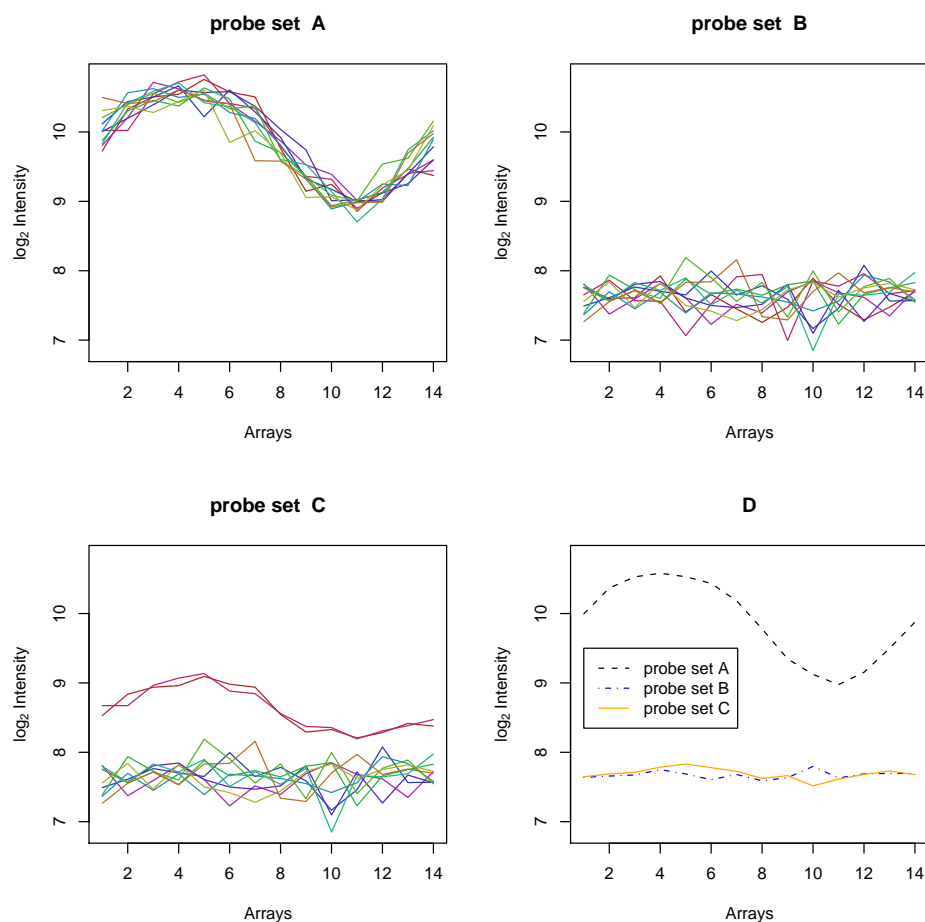 probe set A
log2 Intensity
10
9
8
7
2 4 6 8 10 12 14
Arrays
probe set B
log2 Intensity
10
9
8
7
2 4 6 8 10 12 14
Arrays
probe set C
log2 Intensity
10
9
8
7
2 4 6 8 10 12 14
Arrays
D
log2 Intensity
10
9
8
7
probe set A
probe set B
probe set C
2 4 6 8 10 12 14
Arrays